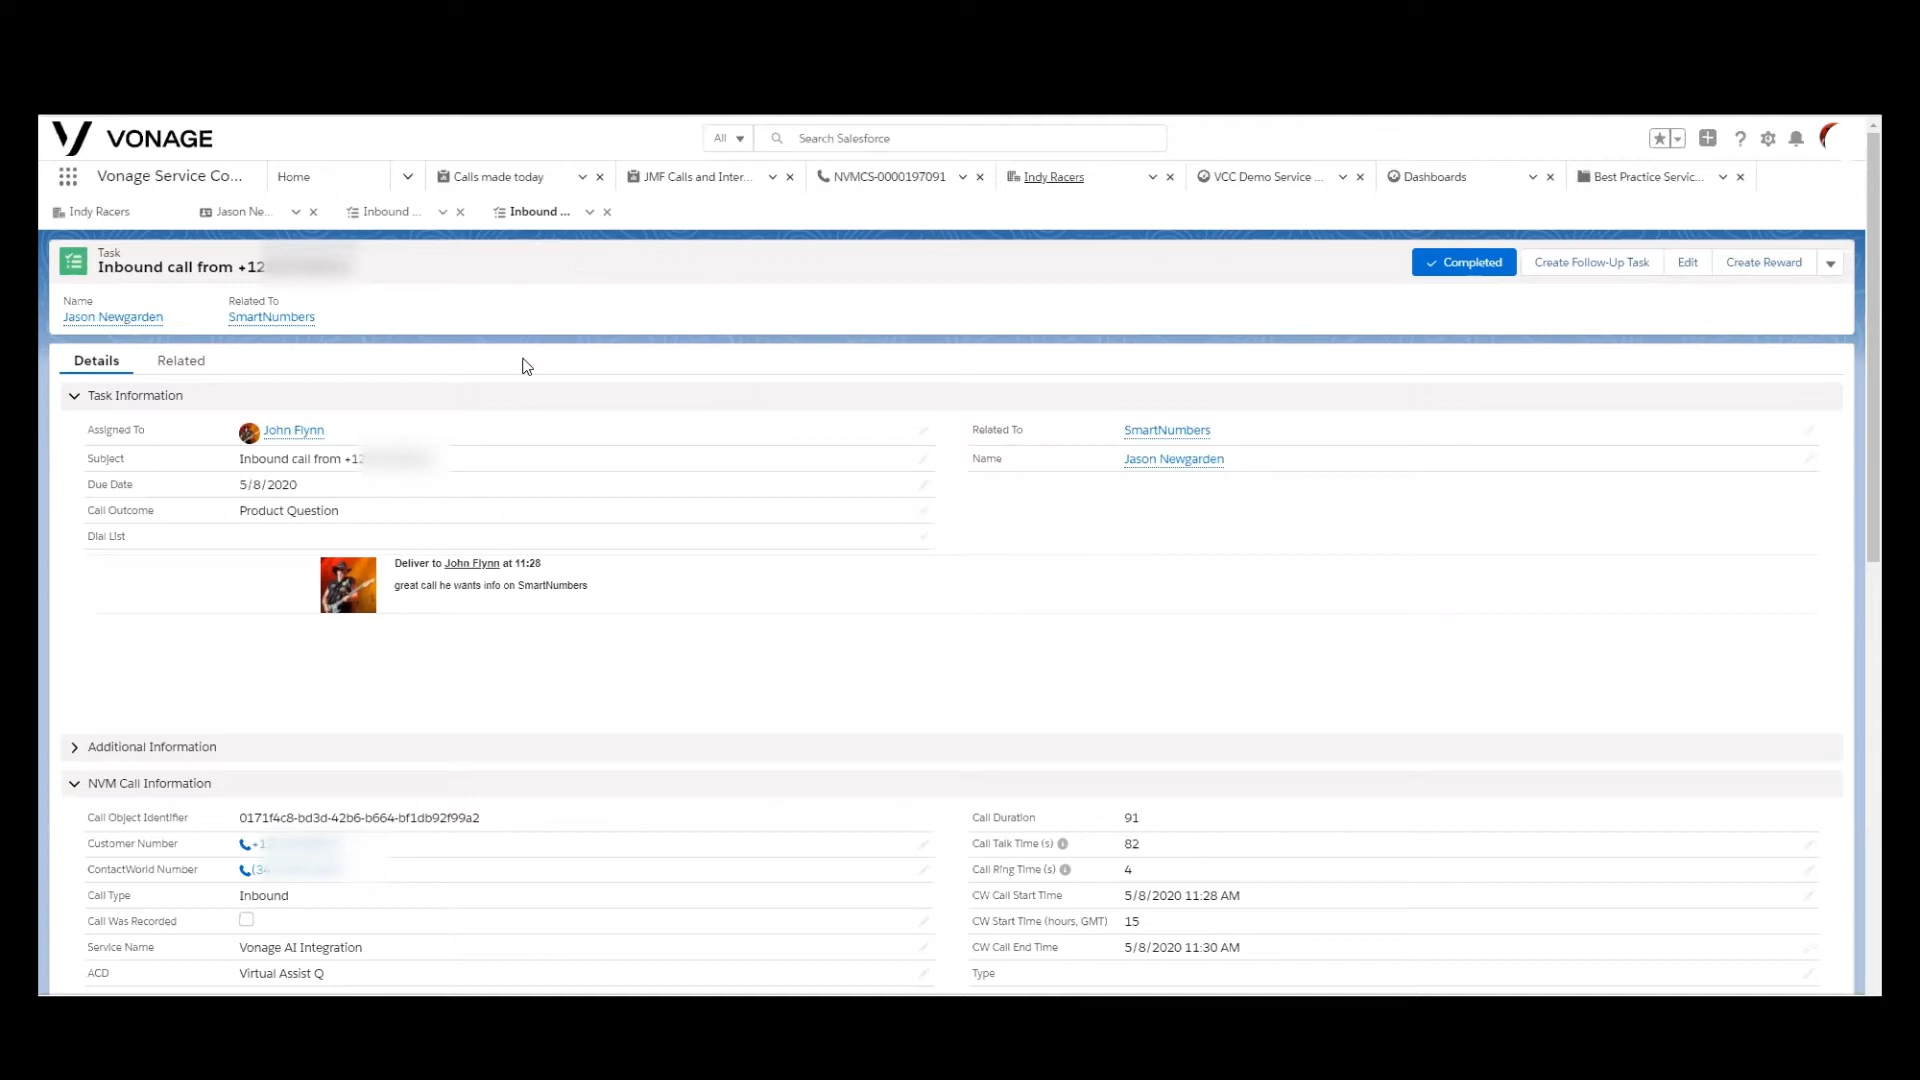 VONAGE
All Search Salesforce
Vonage Service Co... Home Calls made today JMF Calls and Inter... NVMCS-0000197091 Indy Racers VCC Demo Service ... Dashboards Best Practice Servic...
Indy Racers Jason Ne... Inbound ... Inbound ...
Task
Inbound call from +12
Completed Create Follow-Up Task Edit Create Reward
Name Related To
Jason Newgarden SmartNumbers
Details Related
Task Information
Assigned To John Flynn Related To SmartNumbers
Subject Inbound call from +12 Name Jason Newgarden
Due Date 5/8/2020
Call Outcome Product Question
Dial List
Deliver to John Flynn at 11:28
great call he wants info on SmartNumbers
Additional Information
NVM Call Information
Call Object Identifier 0171f4c8-bd3d-42b6-b664-bf1db92f99a2 Call Duration 91
Customer Number +1 Call Talk Time (s) 82
ContactWorld Number (34 Call Ring Time (s) 4
Call Type Inbound CW Call Start Time 5/8/2020 11:28 AM
Call Was Recorded CW Start Time (hours, GMT) 15
Service Name Vonage AI Integration CW Call End Time 5/8/2020 11:30 AM
ACD Virtual Assist Q Type